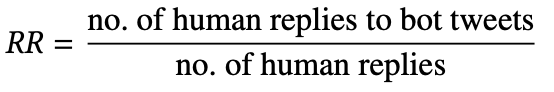 RR = no. of human replies to bot tweets
no. of human replies